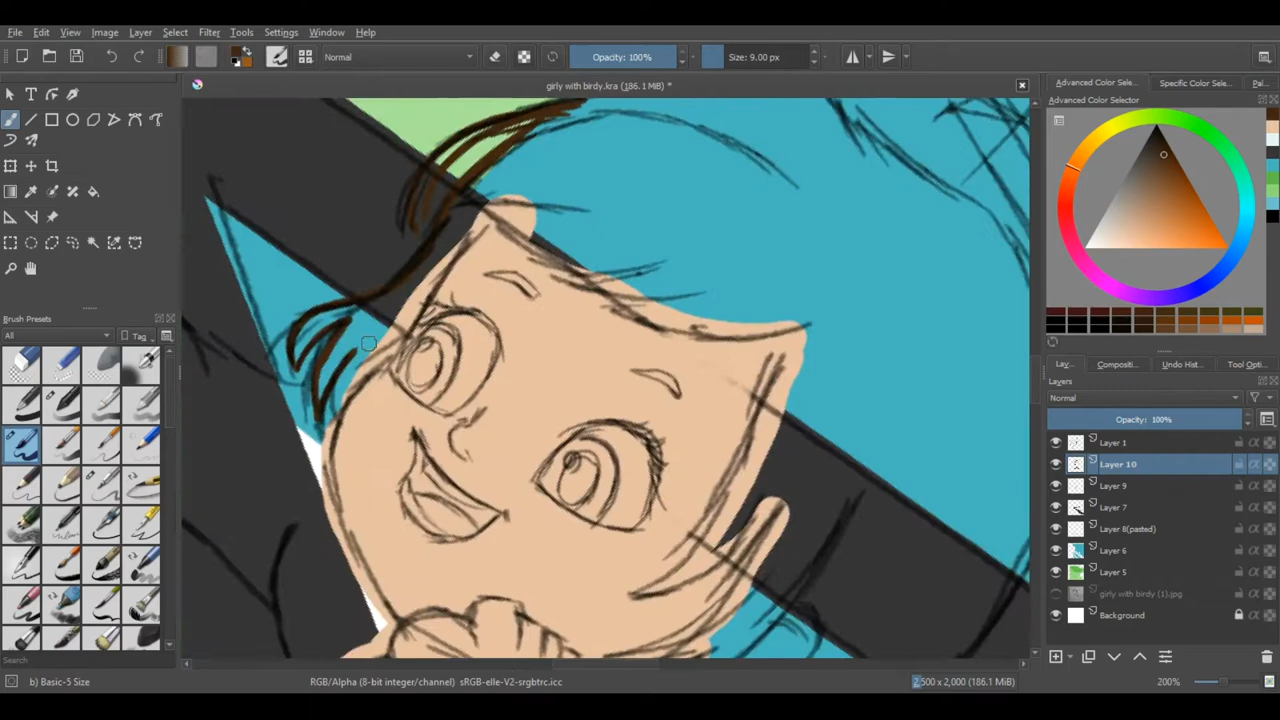 File Edit View Image Layer Select Filter Tools Settings Window Help
Normal
Opacity: 100%
Size: 9.00 px
girly with birdy.kra (186.1 MiB) *
Advanced Color Sele...
Specific Color Sele...
Pal...
Advanced Color Selector
Brush Presets
All
Tag
Search
Lay...
Compositi...
Undo Hist...
Tool Opti...
Layers
Normal
Opacity: 100%
Layer 1
Layer 10
Layer 9
Layer 7
Layer 8(pasted)
Layer 6
Layer 5
girly with birdy (1).jpg
Background
b) Basic-5 Size
RGB/Alpha (8-bit integer/channel) sRGB-elle-V2-srgbtrc.icc
2,500 x 2,000 (186.1 MiB)
200%